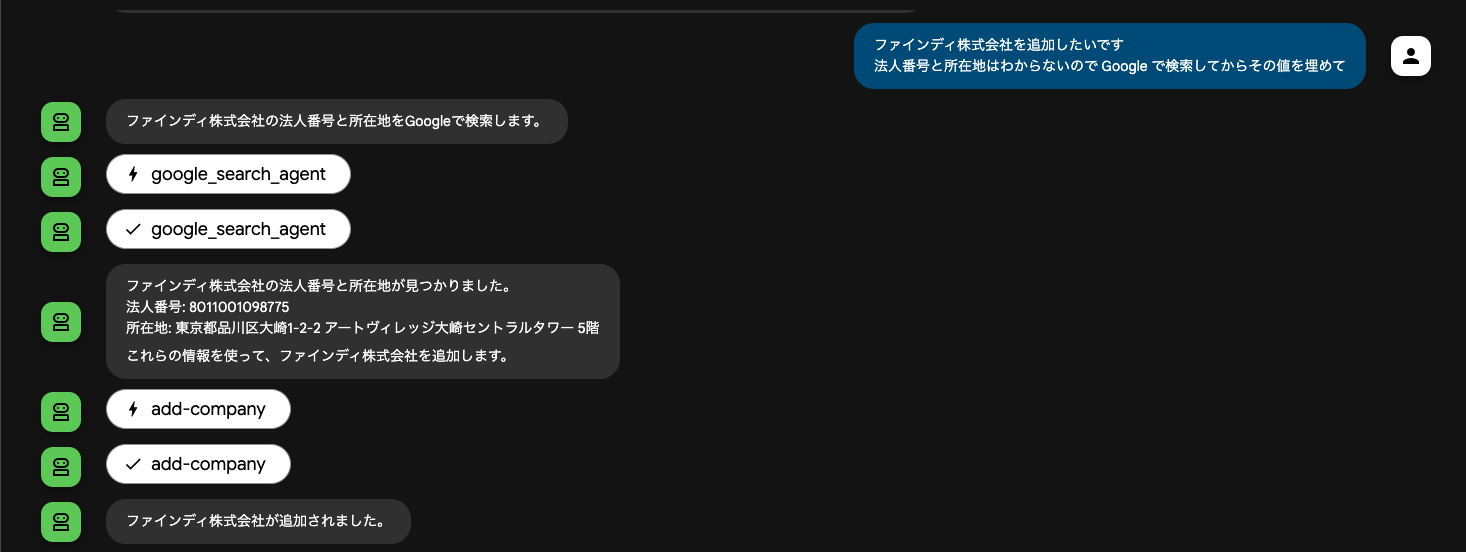 ファインディ株式会社を追加したいです
法人番号と所在地はわからないので Google で検索してからその値を埋めて
ファインディ株式会社の法人番号と所在地をGoogleで検索します。
google_search_agent
google_search_agent
ファインディ株式会社の法人番号と所在地が見つかりました。
法人番号: 8011001098775
所在地: 東京都品川区大崎1-2-2 アートヴィレッジ大崎セントラルタワー 5階
これらの情報を使って、ファインディ株式会社を追加します。
add-company
add-company
ファインディ株式会社が追加されました。